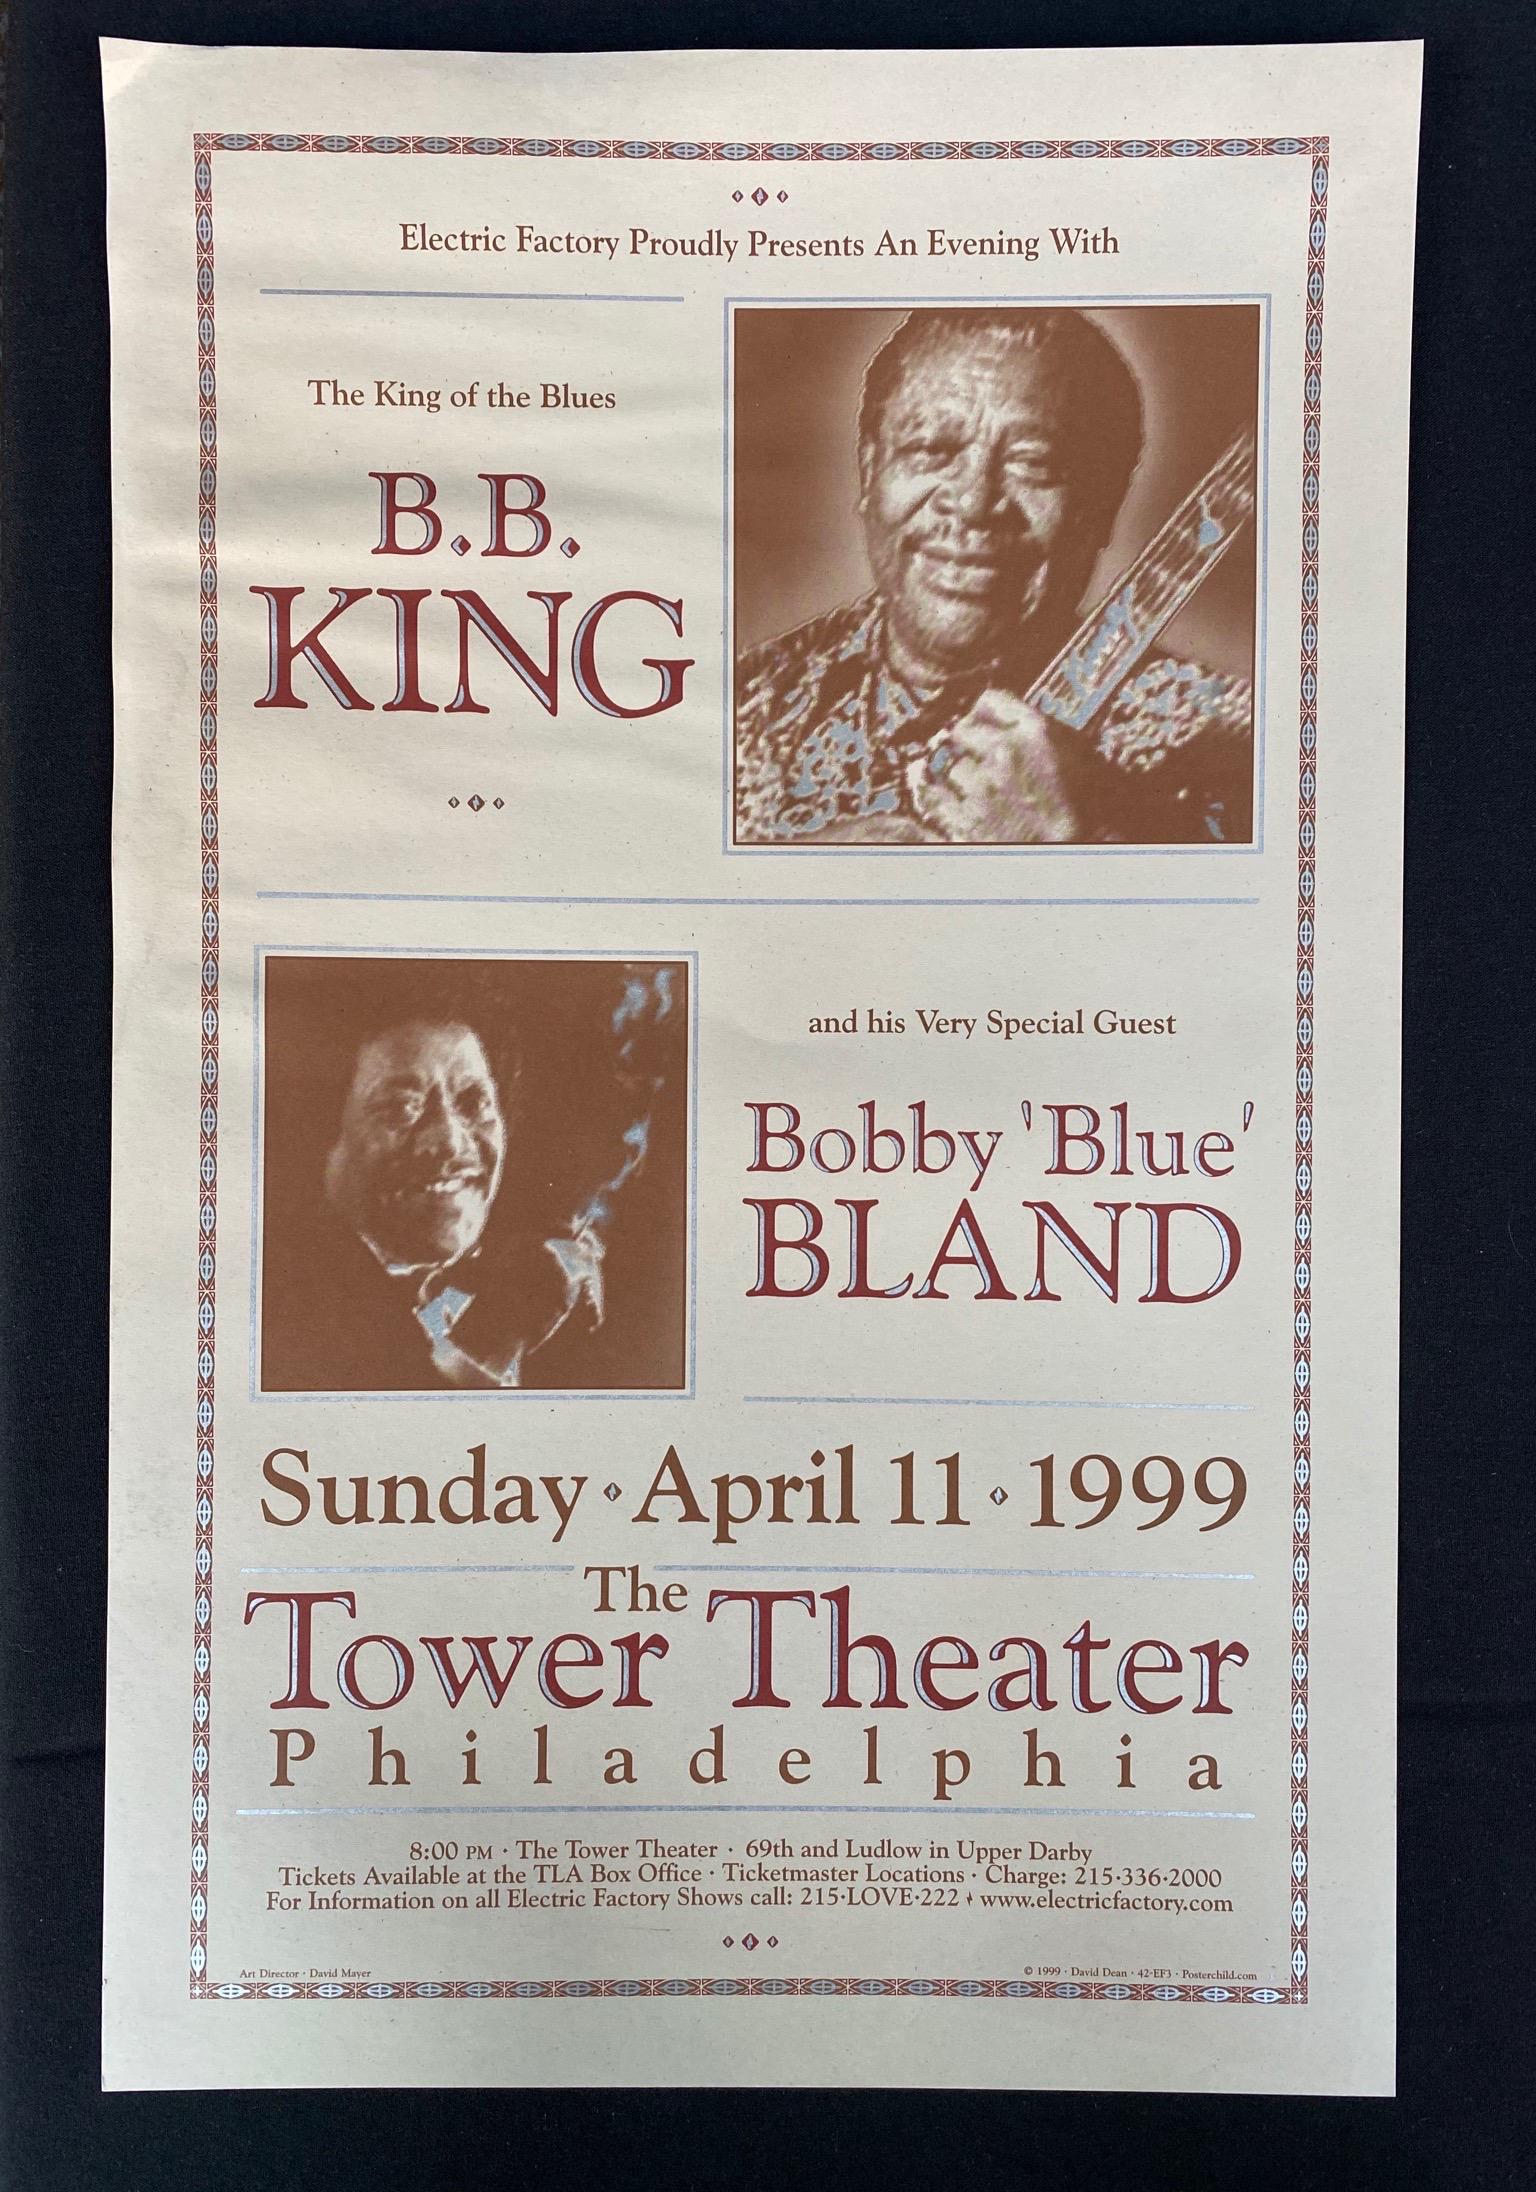 Electric Factory Proudly Presents An Evening With
The King of the Blues
B.B.
KING
and his Very Special Guest
Bobby 'Blue'
BLAND
Sunday · April 11 · 1999
The
Tower Theater
Philadelphia
8:00 PM · The Tower Theater · 69th and Ludlow in Upper Darby
Tickets Available at the TLA Box Office · Ticketmaster Locations · Charge: 215·336·2000
For Information on all Electric Factory Shows call: 215·LOVE·222 www.electricfactory.com
Art Director · David Mayer
© 1999 · David Dean · 42-EF3 · Posterchild.com